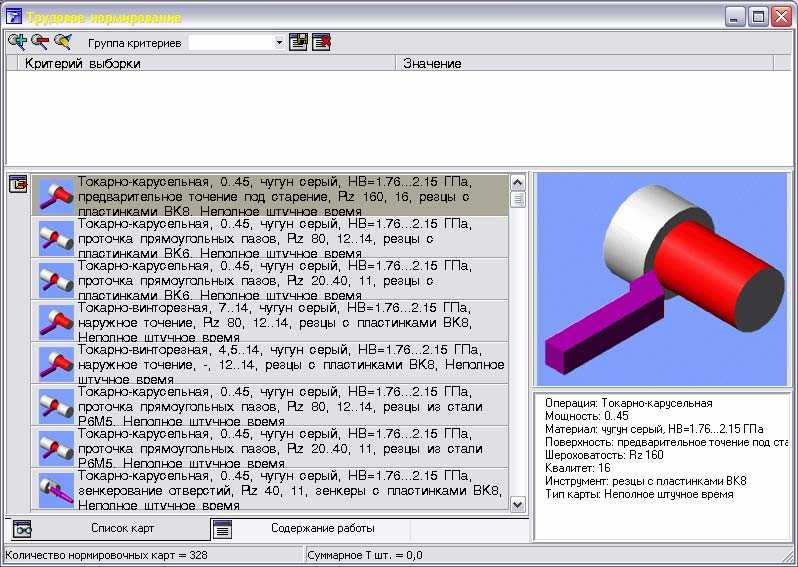 Трудовое нормирование
Группа критериев
Критерий выборки Значение
Токарно-карусельная, 0..45, чугун серый, HB=1.76...2.15 ГПа,
предварительное точение под старение, Rz 160, 16, резцы с
пластинками ВК8. Неполное штучное время
Токарно-карусельная, 0..45, чугун серый, HB=1.76...2.15 ГПа,
проточка прямоугольных пазов, Rz 80, 12..14, резцы с
пластинками ВК6. Неполное штучное время
Токарно-карусельная, 0..45, чугун серый, HB=1.76...2.15 ГПа,
проточка прямоугольных пазов, Rz 20..40, 11, резцы с
пластинками ВК6. Неполное штучное время
Токарно-винторезная, 7..14, чугун серый, HB=1.76...2.15 ГПа,
наружное точение, Rz 80, 12..14, резцы с пластинками ВК8,
Неполное штучное время
Токарно-винторезная, 4,5..14, чугун серый, HB=1.76...2.15 ГПа,
наружное точение, -, 12..14, резцы с пластинками ВК8, Неполное
штучное время
Токарно-карусельная, 0..45, чугун серый, HB=1.76...2.15 ГПа,
проточка прямоугольных пазов, Rz 80, 12..14, резцы из стали
Р6М5. Неполное штучное время
Токарно-карусельная, 0..45, чугун серый, HB=1.76...2.15 ГПа,
проточка прямоугольных пазов, Rz 20..40, 11, резцы из стали
Р6М5. Неполное штучное время
Токарно-карусельная, 0..45, чугун серый, HB=1.76...2.15 ГПа,
зенкерование отверстий, Rz 40, 11, зенкеры с пластинками ВК8,
Неполное штучное время
Операция: Токарно-карусельная
Мощность: 0..45
Материал: чугун серый, HB=1.76...2.15 ГПа
Поверхность: предварительное точение под ста
Шероховатость: Rz 160
Квалитет: 16
Инструмент: резцы с пластинками ВК8
Тип карты: Неполное штучное время
Список карт Содержание работы
Количество нормировочных карт = 328 Суммарное Т шт. = 0,0